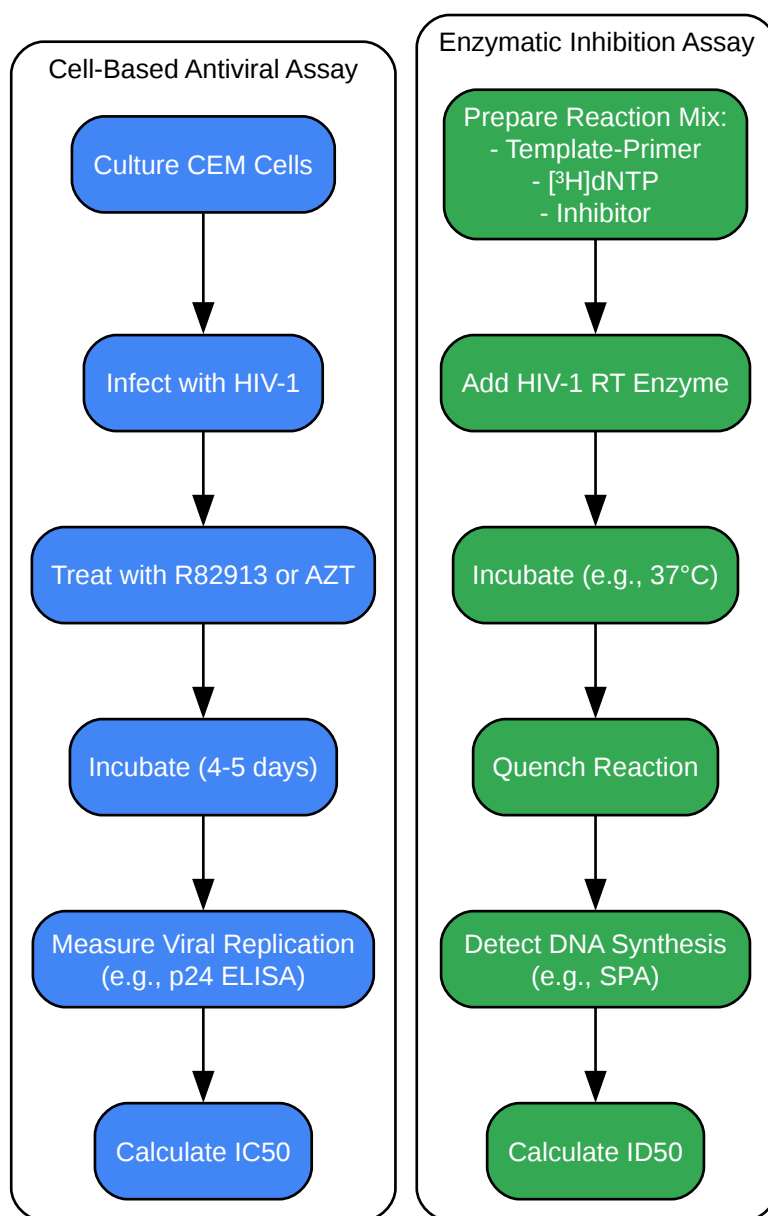 Cell-Based Antiviral Assay
Culture CEM Cells
Infect with HIV-1
Treat with R82913 or AZT
Incubate (4-5 days)
Measure Viral Replication
(e.g., p24 ELISA)
Calculate IC50
Enzymatic Inhibition Assay
Prepare Reaction Mix:
- Template-Primer
- [³H]dNTP
- Inhibitor
Add HIV-1 RT Enzyme
Incubate (e.g., 37°C)
Quench Reaction
Detect DNA Synthesis
(e.g., SPA)
Calculate ID50